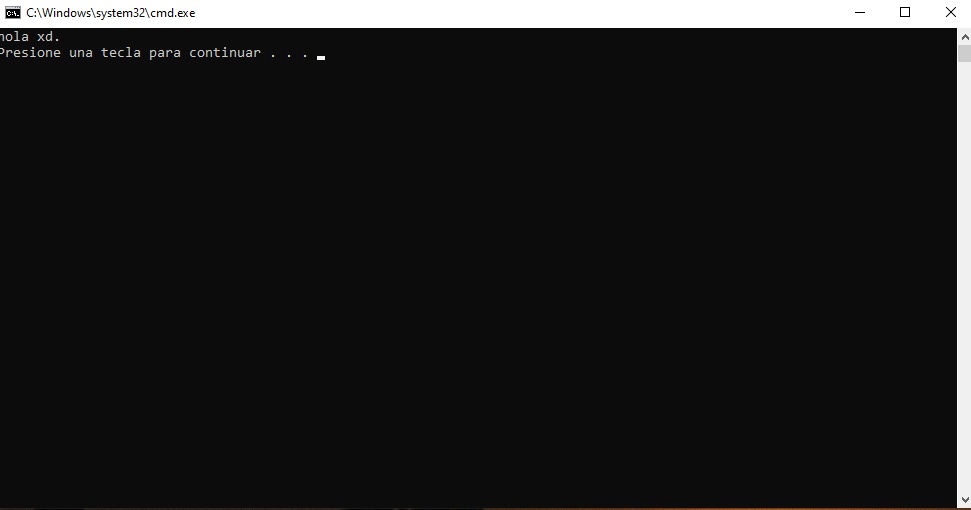 C:\Windows\system32\cmd.exe
hola xd.
Presione una tecla para continuar . . .